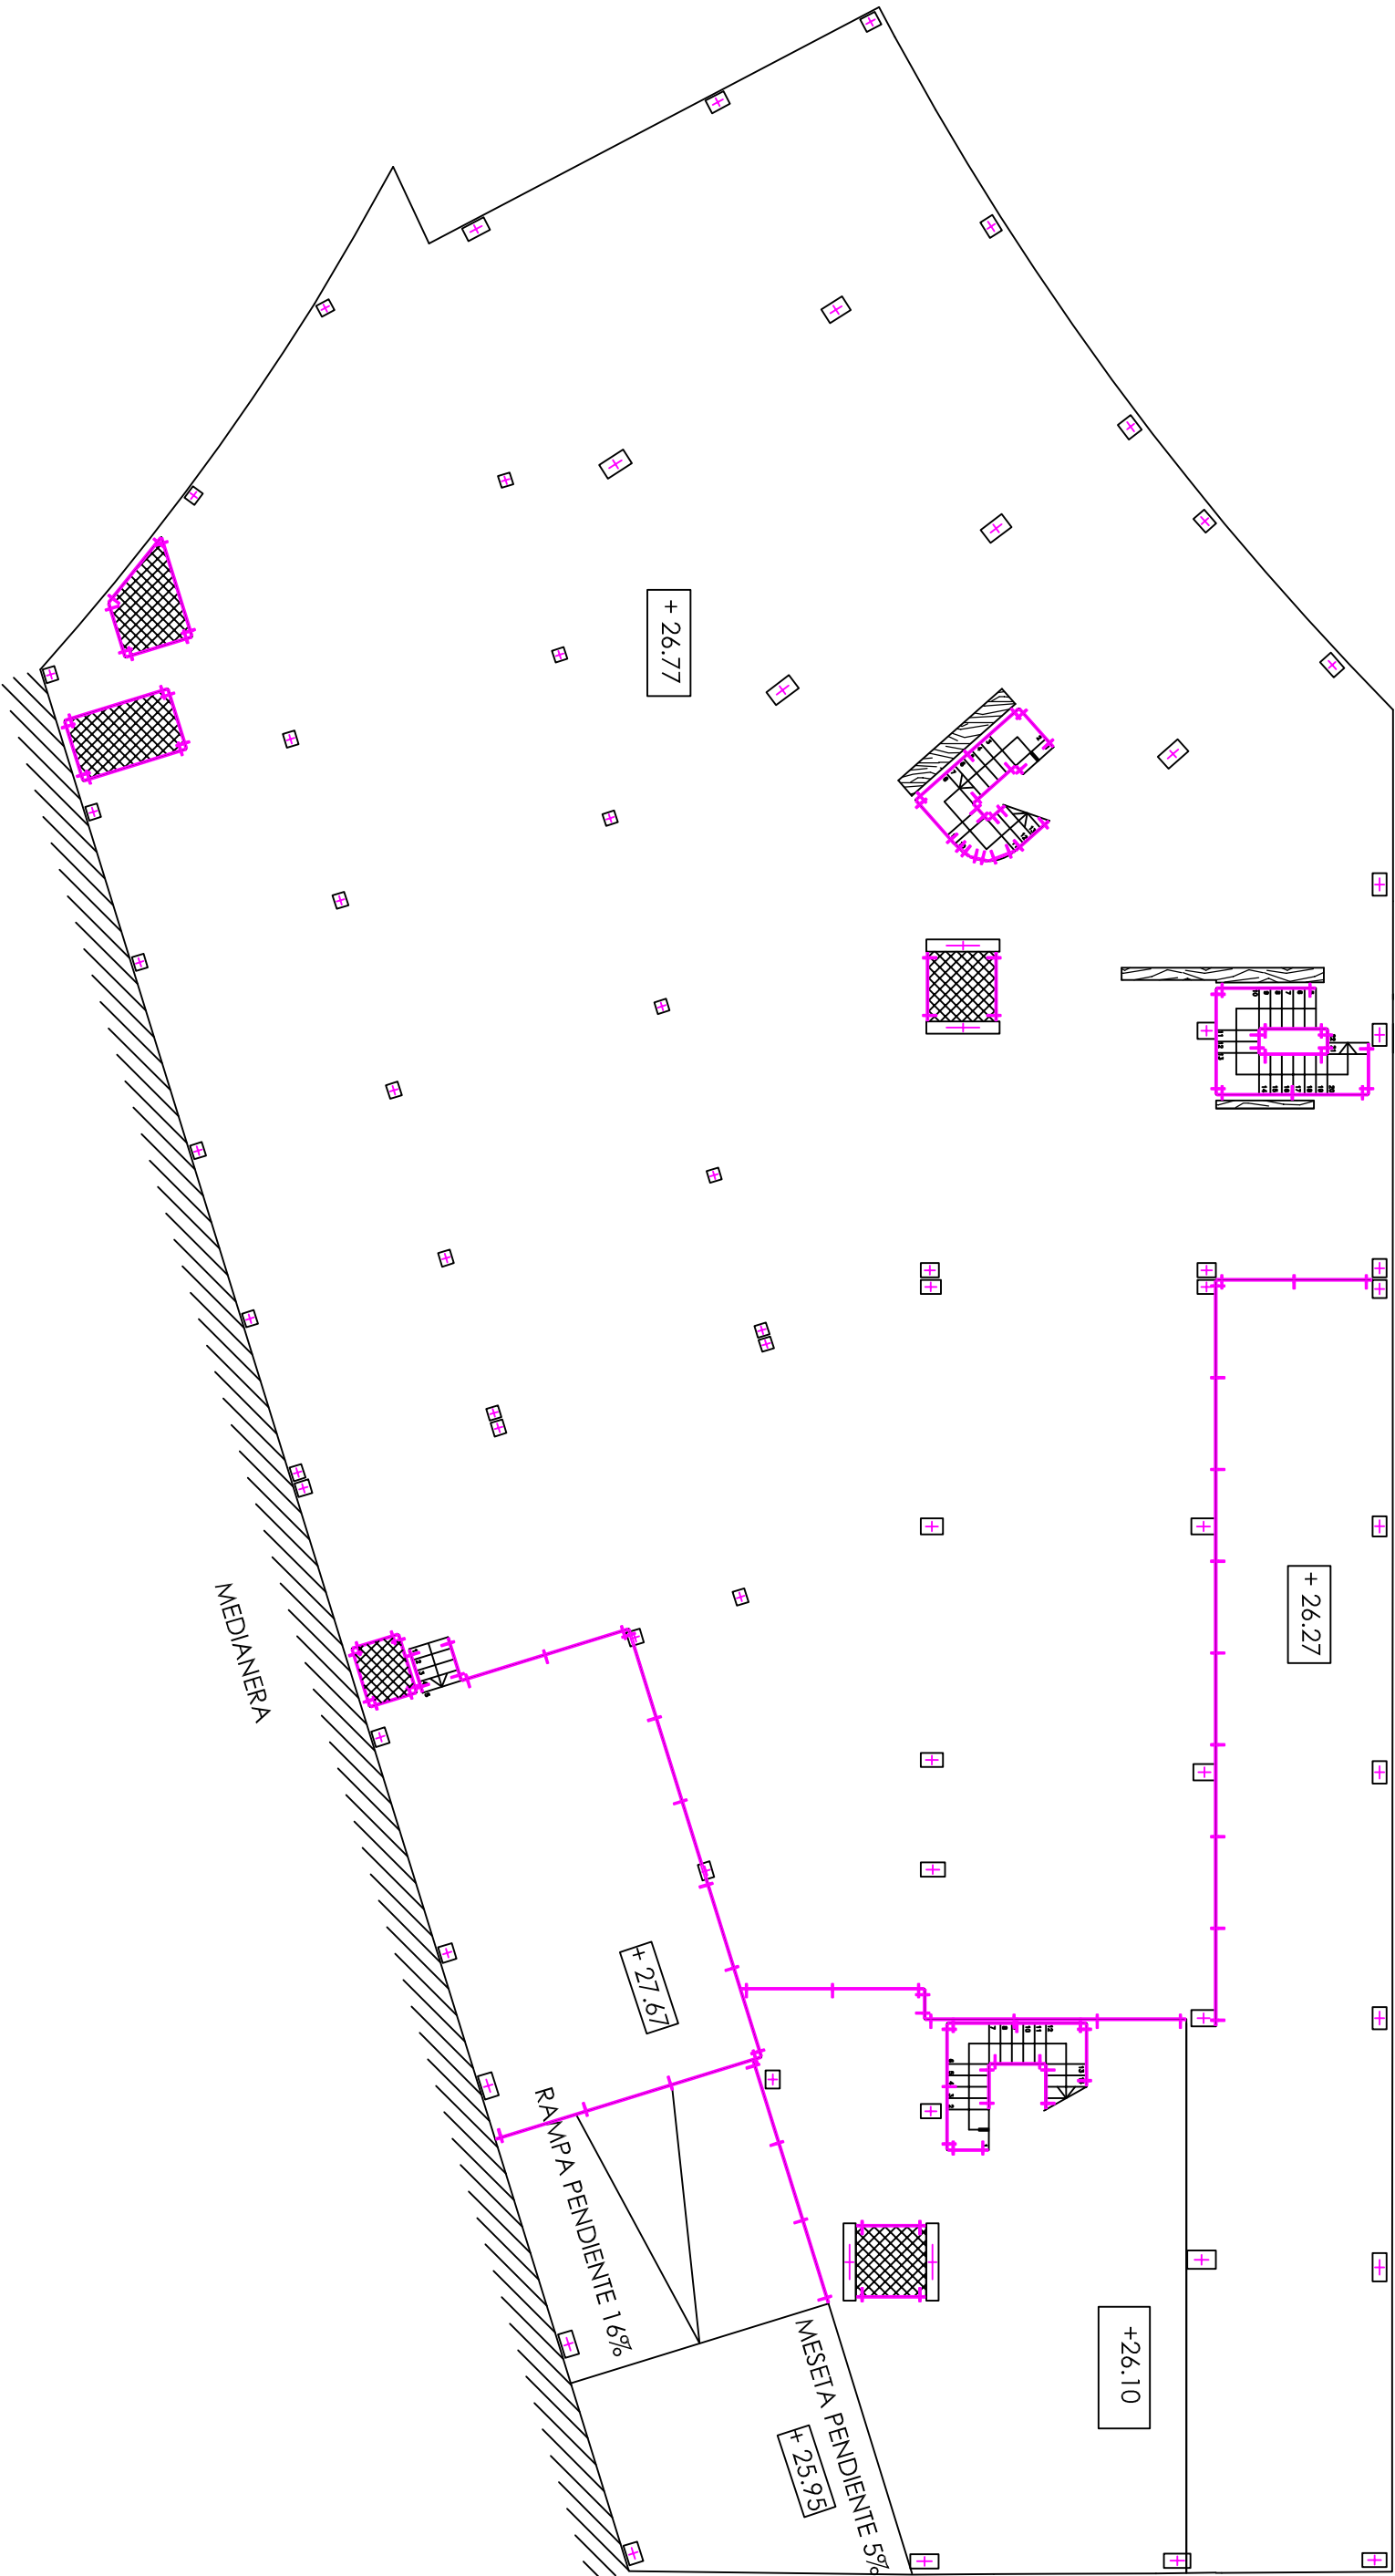 + 26.77
+ 26.27
MEDIANERA
+ 27.67
RAMPA PENDIENTE 16%
+26.10
MESETA PENDIENTE 5%
+ 25.95